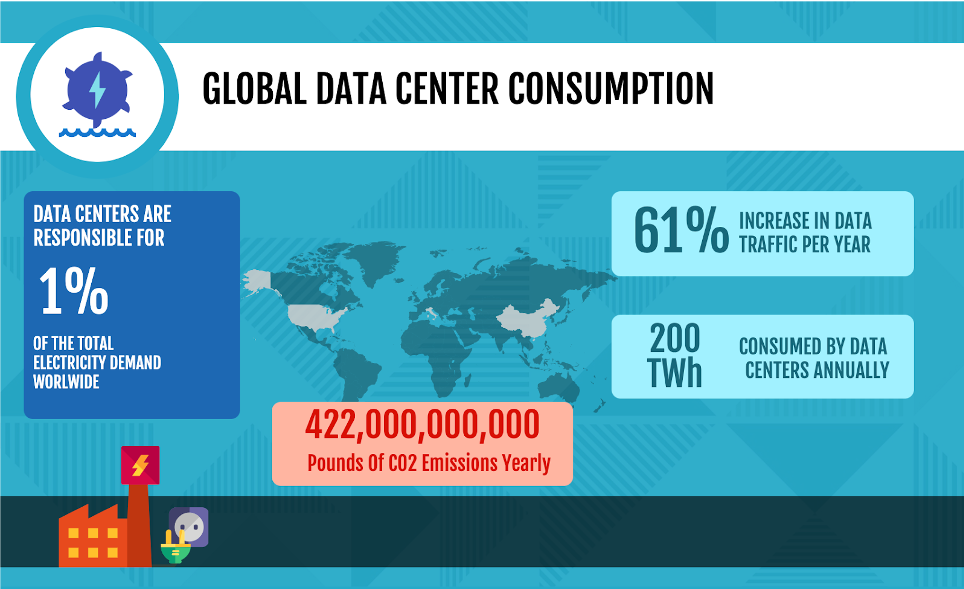 GLOBAL DATA CENTER CONSUMPTION
DATA CENTERS ARE
RESPONSIBLE FOR
1%
OF THE TOTAL
ELECTRICITY DEMAND
WORLWIDE
61%
INCREASE IN DATA
TRAFFIC PER YEAR
200
TWh
CONSUMED BY DATA
CENTERS ANNUALLY
422,000,000,000
Pounds Of CO2 Emissions Yearly